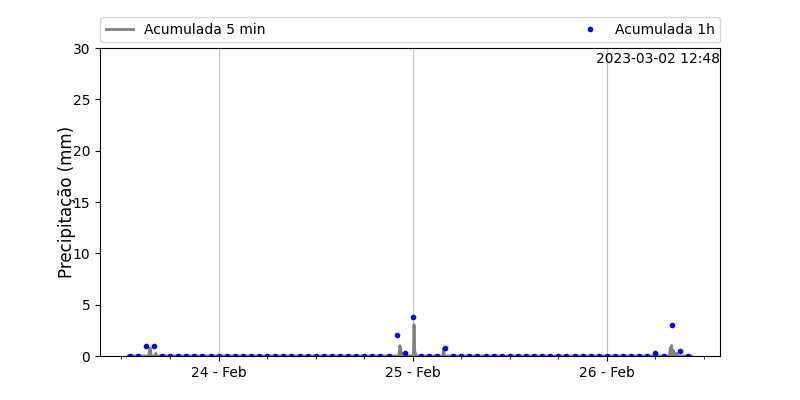 Acumulada 5 min
Acumulada 1h
2023-03-02 12:48
Precipitação (mm)
30
25
20
15
10
5
0
24 - Feb
25 - Feb
26 - Feb